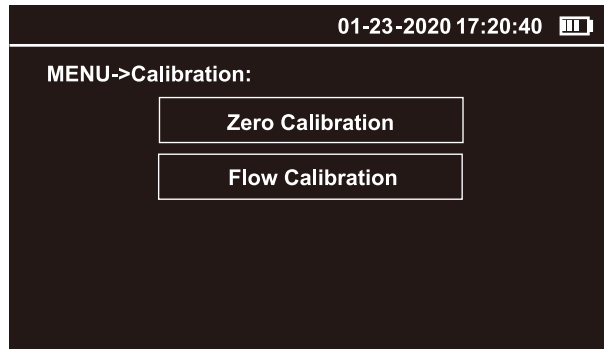 01-23-2020 17:20:40
MENU->Calibration:
Zero Calibration
Flow Calibration